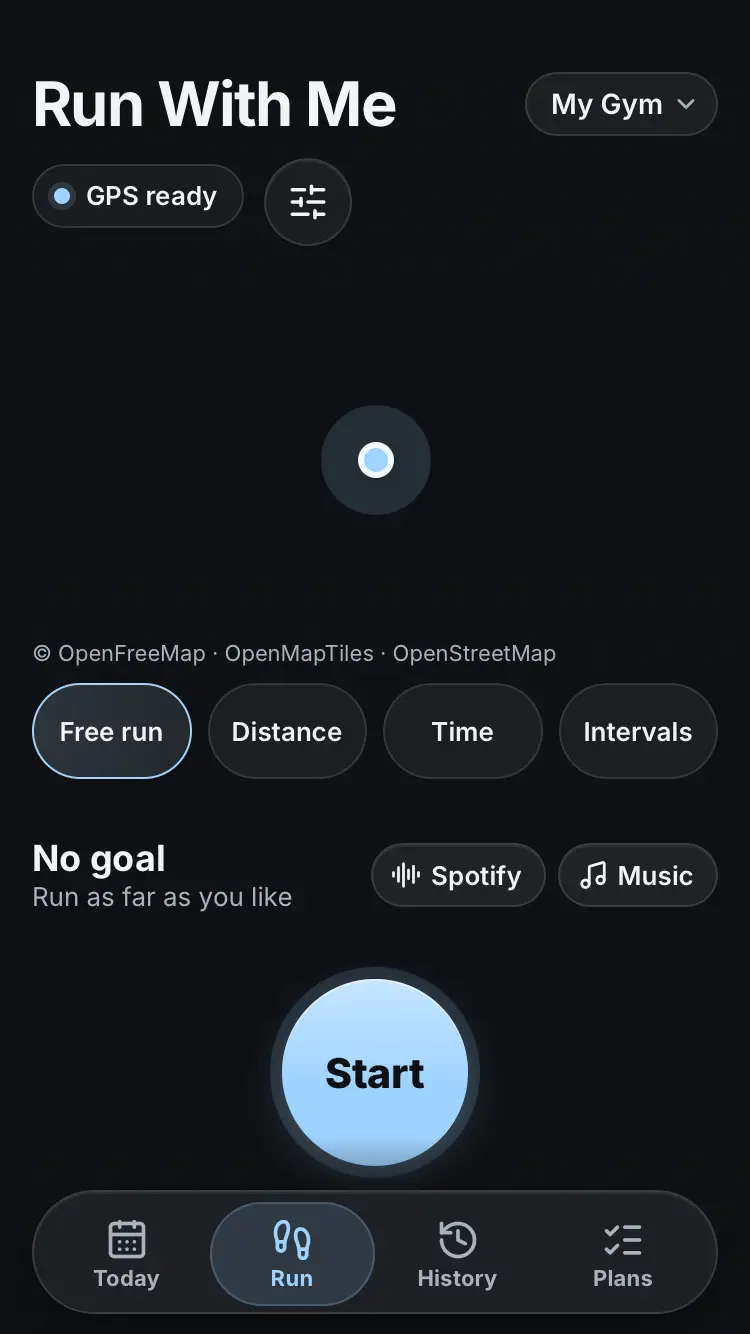 Run With Me
My Gym
GPS ready
© OpenFreeMap · OpenMapTiles · OpenStreetMap
Free run
Distance
Time
Intervals
No goal
Run as far as you like
Spotify
Music
Start
Today
Run
History
Plans